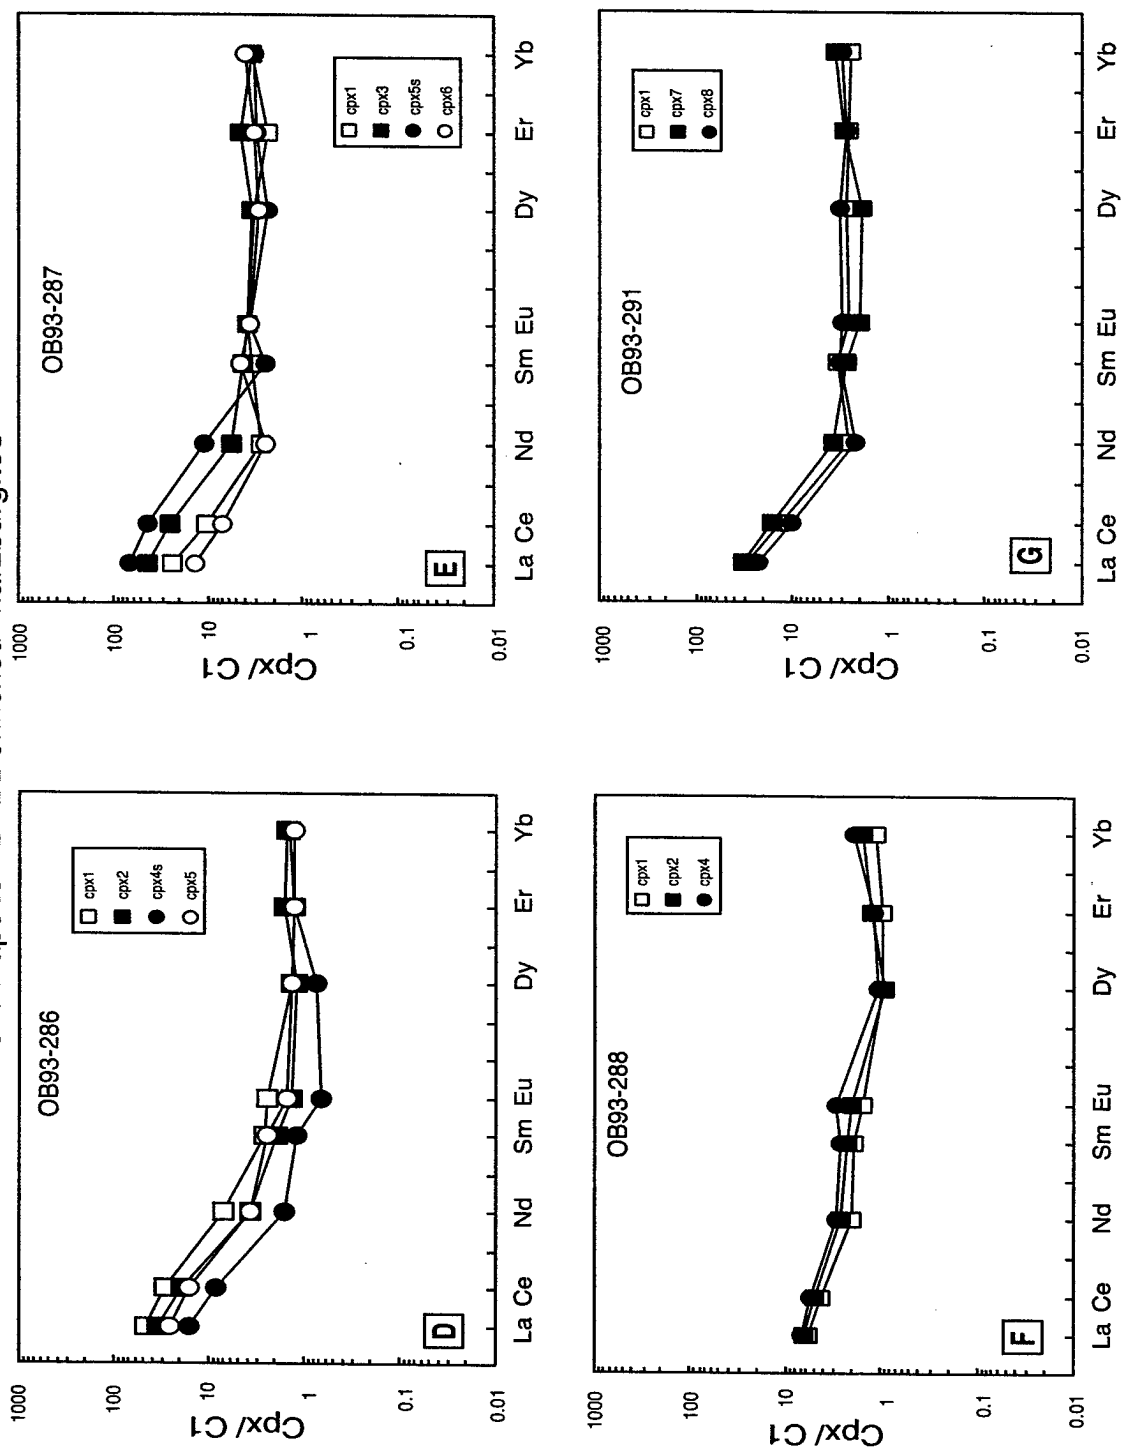 OB93-286
Cpx/ C1
1000
100
10
1
0.1
0.01
cpx1
cpx2
cpx4s
cpx5
D
La Ce Nd Sm Eu Dy Er Yb
OB93-287
Cpx/ C1
1000
100
10
1
0.1
0.01
cpx1
cpx3
cpx5s
cpx6
E
La Ce Nd Sm Eu Dy Er Yb
OB93-288
Cpx/ C1
1000
100
10
1
0.1
0.01
cpx1
cpx2
cpx4
F
La Ce Nd Sm Eu Dy Er Yb
OB93-291
Cpx/ C1
1000
100
10
1
0.1
0.01
cpx1
cpx7
cpx8
G
La Ce Nd Sm Eu Dy Er Yb